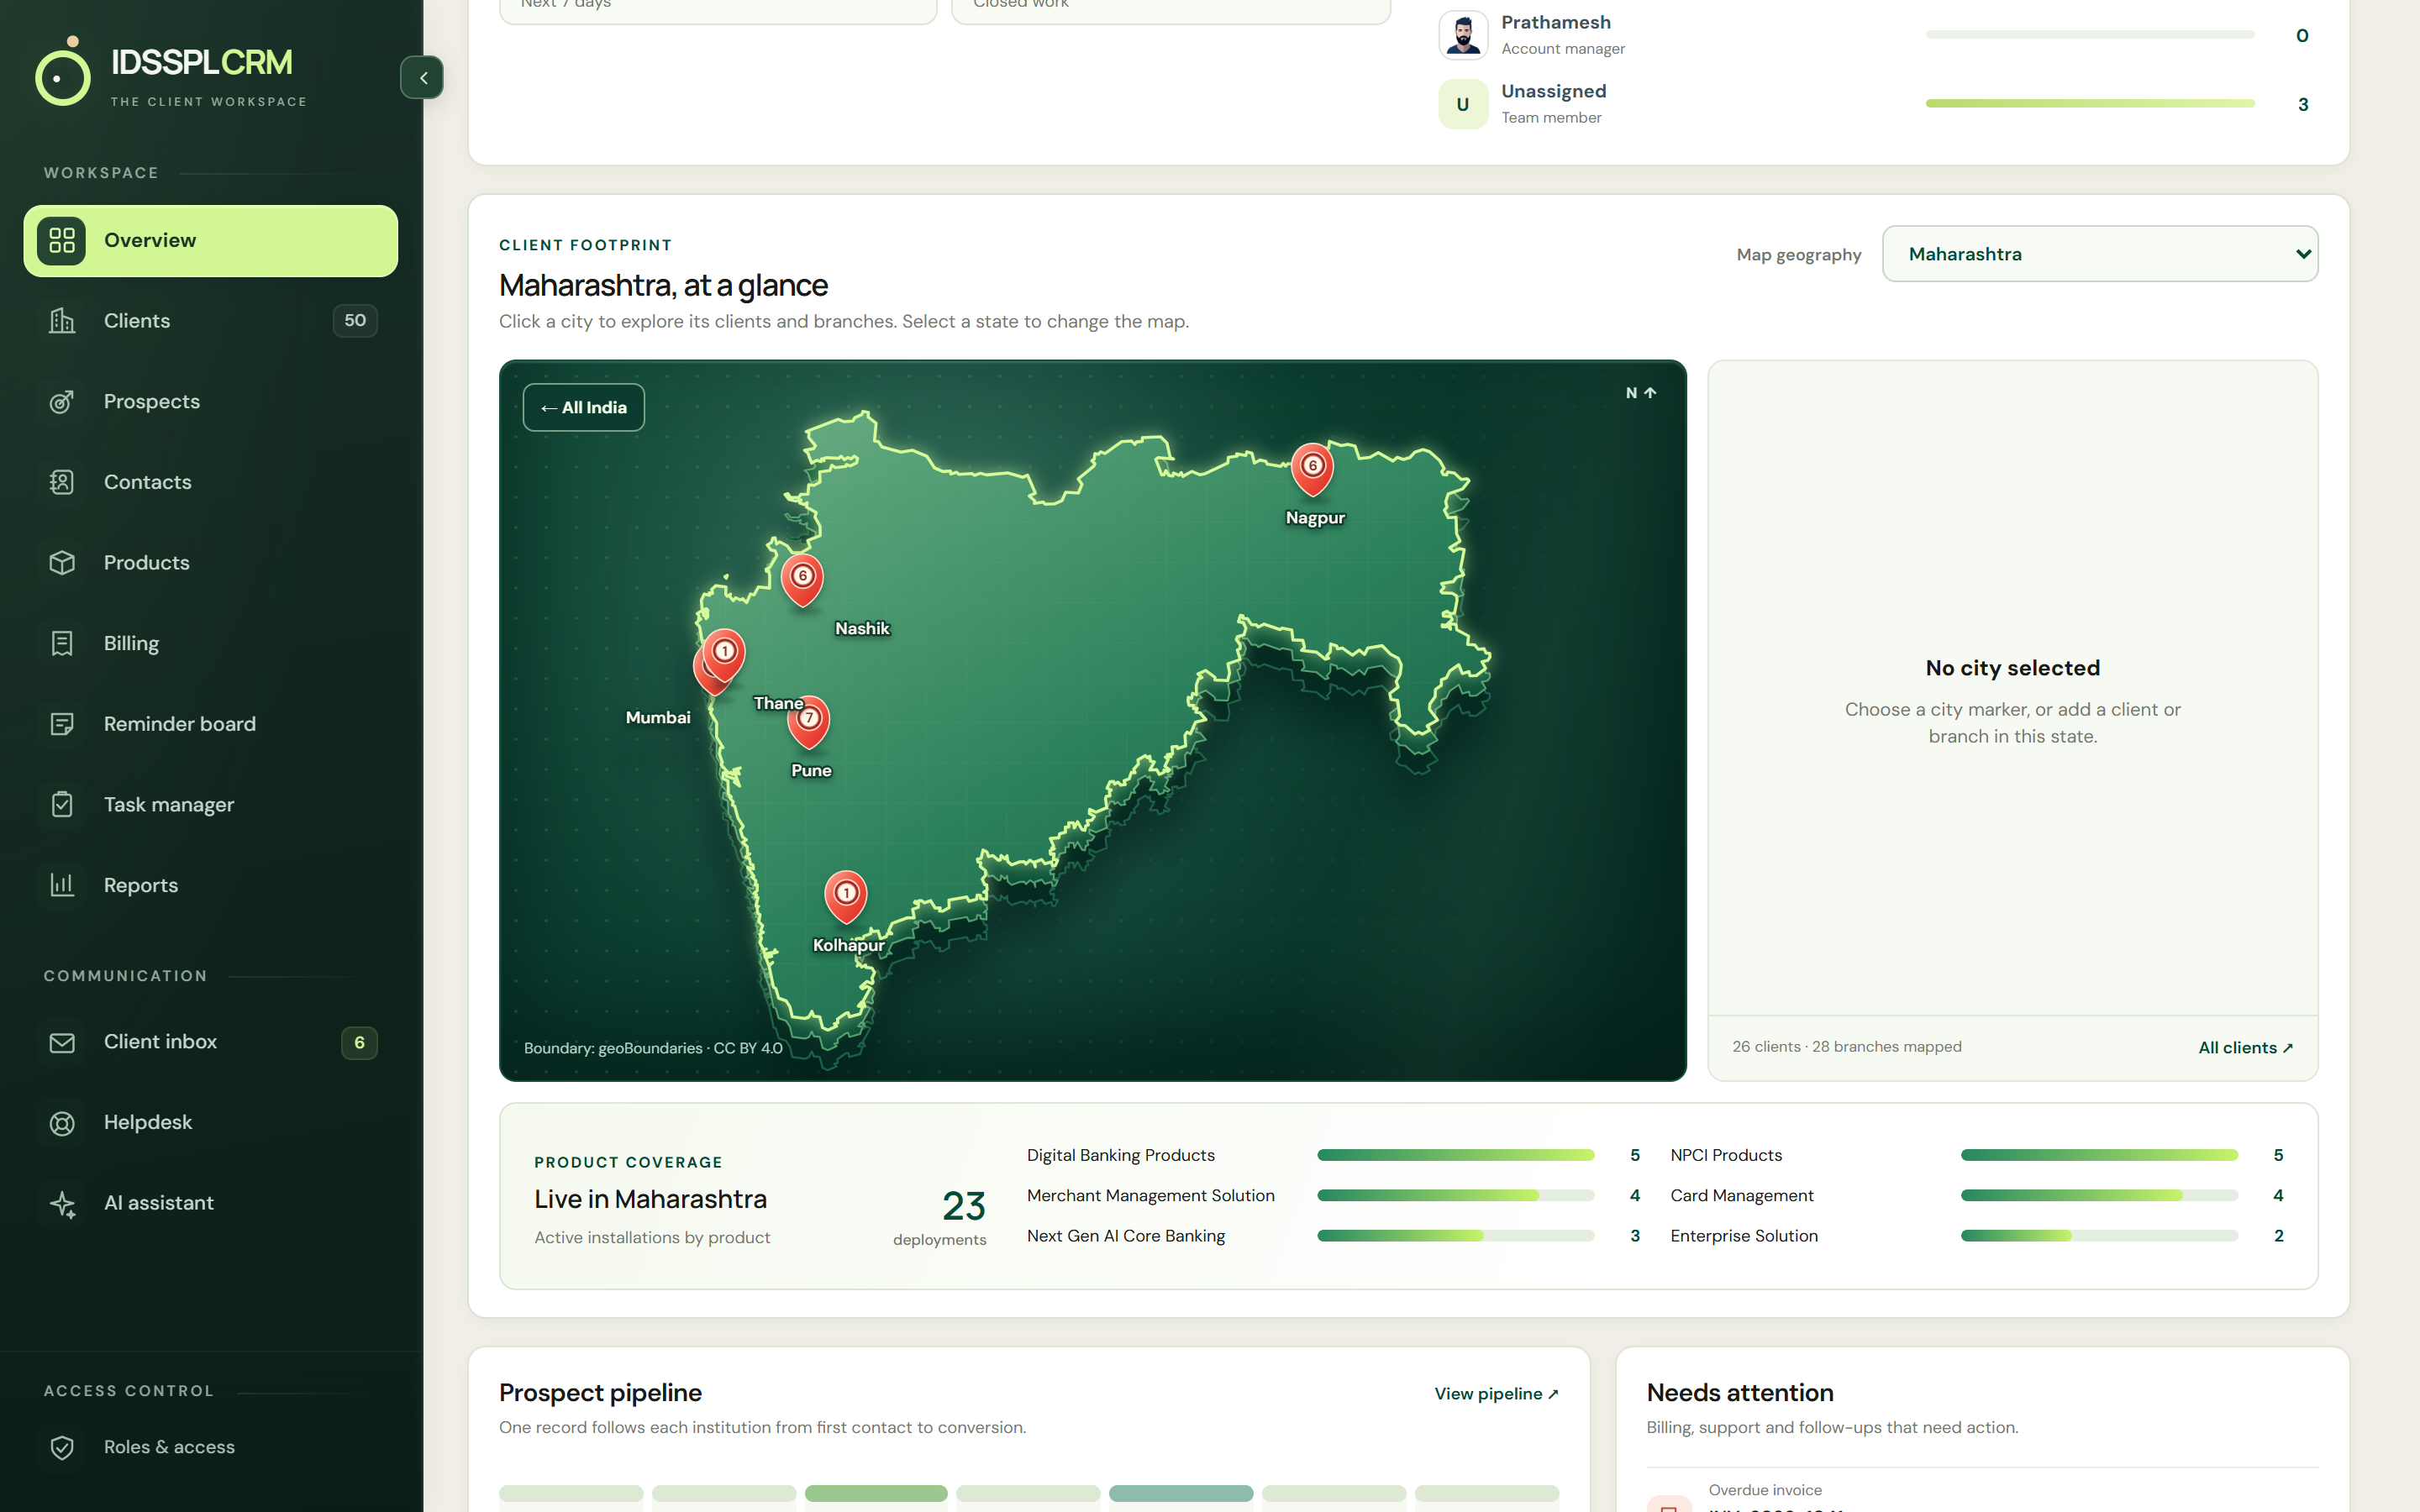 IDSSPLCRM
THE CLIENT WORKSPACE
WORKSPACE
Overview
Clients 50
Prospects
Contacts
Products
Billing
Reminder board
Task manager
Reports
COMMUNICATION
Client inbox 6
Helpdesk
AI assistant
ACCESS CONTROL
Roles & access
Next 7 days
Closed work
Prathamesh
Account manager
0
U
Unassigned
Team member
3
CLIENT FOOTPRINT
Maharashtra, at a glance
Click a city to explore its clients and branches. Select a state to change the map.
Map geography
Maharashtra
← All India
N ↑
6
Nagpur
6
Nashik
1
Thane
Mumbai
7
Pune
1
Kolhapur
Boundary: geoBoundaries · CC BY 4.0
No city selected
Choose a city marker, or add a client or
branch in this state.
26 clients · 28 branches mapped
All clients ↗
PRODUCT COVERAGE
Live in Maharashtra
Active installations by product
23
deployments
Digital Banking Products 5
NPCI Products 5
Merchant Management Solution 4
Card Management 4
Next Gen AI Core Banking 3
Enterprise Solution 2
Prospect pipeline
View pipeline ↗
One record follows each institution from first contact to conversion.
Needs attention
Billing, support and follow-ups that need action.
Overdue invoice